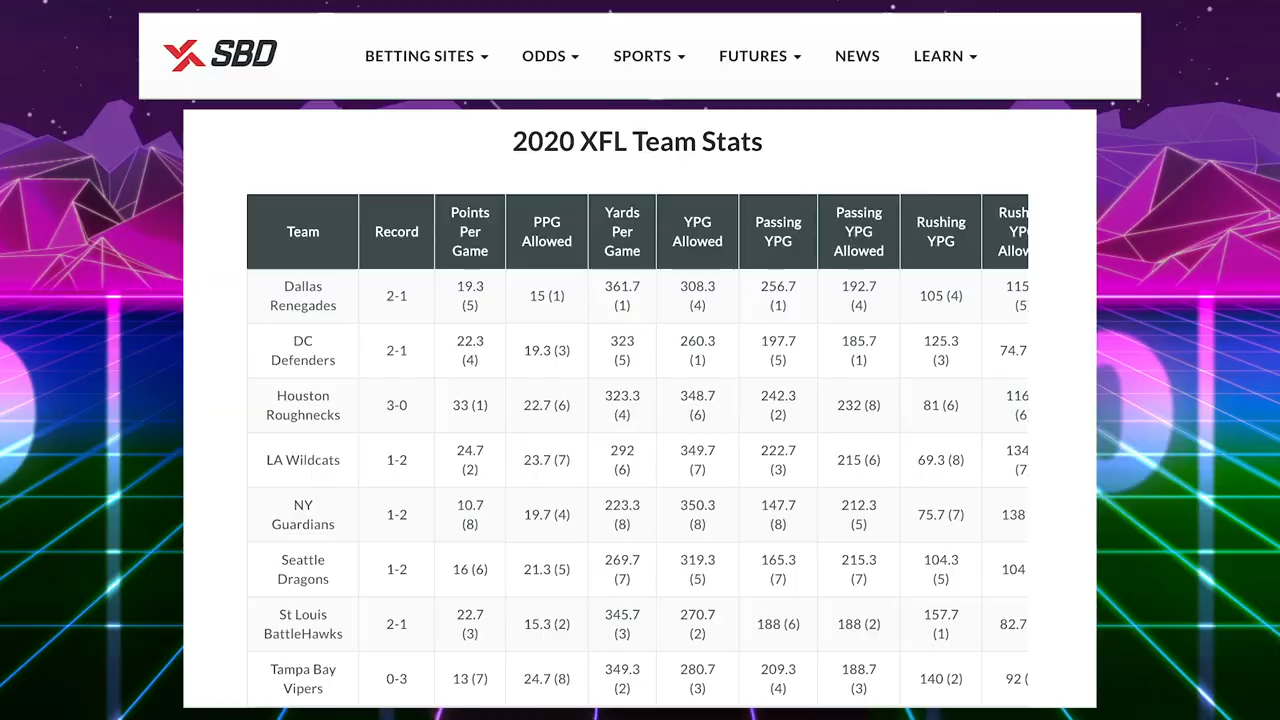 SBD
BETTING SITES ODDS SPORTS FUTURES NEWS LEARN
2020 XFL Team Stats
Team
Record
Points
Per
Game
PPG
Allowed
Yards
Per
Game
YPG
Allowed
Passing
YPG
Passing
YPG
Allowed
Rushing
YPG
Rush
YP
Allow
Dallas
Renegades
2-1
19.3
(5)
15 (1)
361.7
(1)
308.3
(4)
256.7
(1)
192.7
(4)
105 (4)
115
(5
DC
Defenders
2-1
22.3
(4)
19.3 (3)
323
(5)
260.3
(1)
197.7
(5)
185.7
(1)
125.3
(3)
74.7
Houston
Roughnecks
3-0
33 (1)
22.7 (6)
323.3
(4)
348.7
(6)
242.3
(2)
232 (8)
81 (6)
116
(6
LA Wildcats
1-2
24.7
(2)
23.7 (7)
292
(6)
349.7
(7)
222.7
(3)
215 (6)
69.3 (8)
134
(7
NY
Guardians
1-2
10.7
(8)
19.7 (4)
223.3
(8)
350.3
(8)
147.7
(8)
212.3
(5)
75.7 (7)
138
Seattle
Dragons
1-2
16 (6)
21.3 (5)
269.7
(7)
319.3
(5)
165.3
(7)
215.3
(7)
104.3
(5)
104
St Louis
BattleHawks
2-1
22.7
(3)
15.3 (2)
345.7
(3)
270.7
(2)
188 (6)
188 (2)
157.7
(1)
82.7
Tampa Bay
Vipers
0-3
13 (7)
24.7 (8)
349.3
(2)
280.7
(3)
209.3
(4)
188.7
(3)
140 (2)
92 (